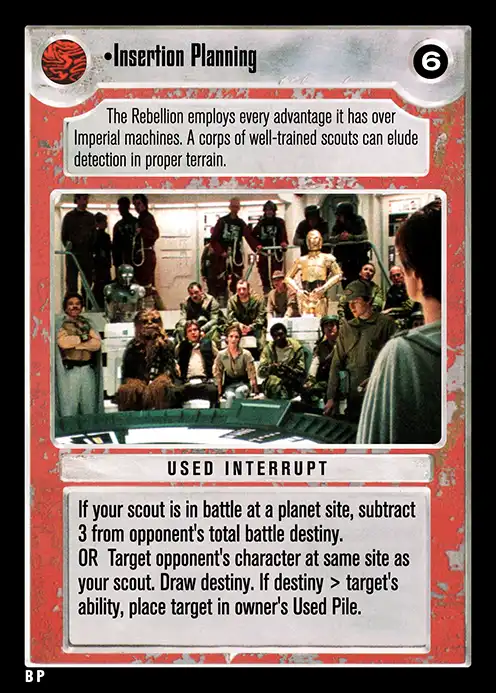 •Insertion Planning
6
The Rebellion employs every advantage it has over
Imperial machines. A corps of well-trained scouts can elude
detection in proper terrain.
USED INTERRUPT
If your scout is in battle at a planet site, subtract
3 from opponent's total battle destiny.
OR Target opponent's character at same site as
your scout. Draw destiny. If destiny > target's
ability, place target in owner's Used Pile.
B P